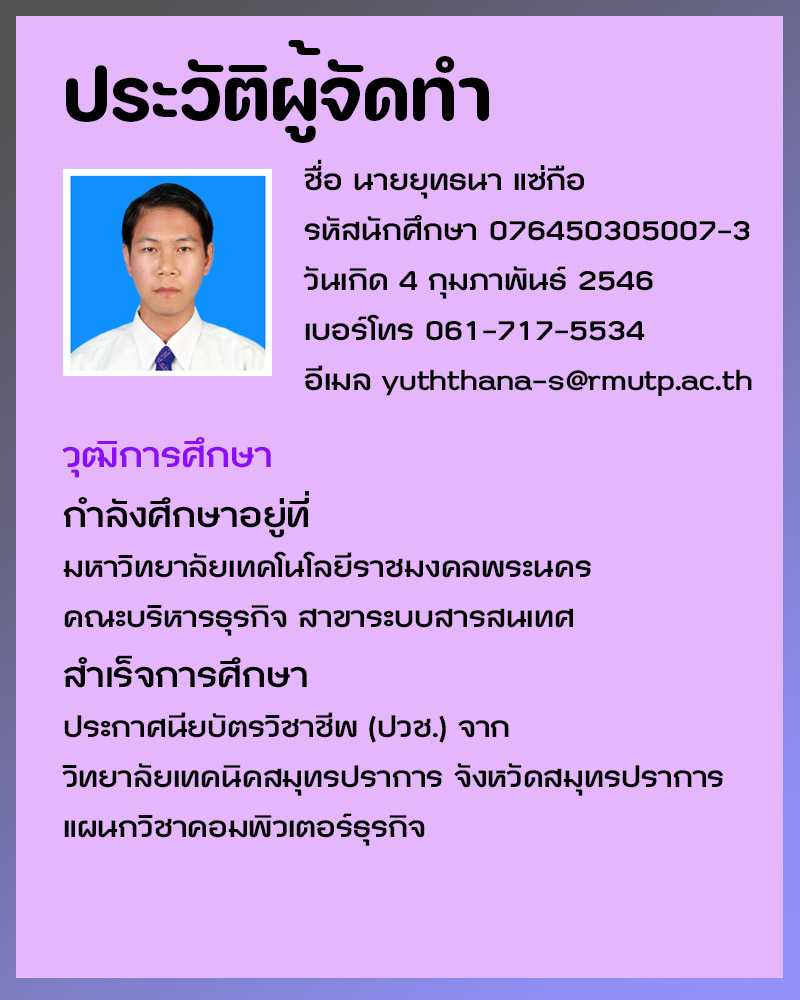 ประวัติผู้จัดทำ
ชื่อ นายยุทธนา แซ่กือ
รหัสนักศึกษา 076450305007-3
วันเกิด 4 กุมภาพันธ์ 2546
เบอร์โทร 061-717-5534
อีเมล yuththana-s@rmutp.ac.th
วุฒิการศึกษา
กำลังศึกษาอยู่ที่
มหาวิทยาลัยเทคโนโลยีราชมงคลพระนคร
คณะบริหารธุรกิจ สาขาระบบสารสนเทศ
สำเร็จการศึกษา
ประกาศนียบัตรวิชาชีพ (ปวช.) จาก
วิทยาลัยเทคนิคสมุทรปราการ จังหวัดสมุทรปราการ
แผนกวิชาคอมพิวเตอร์ธุรกิจ